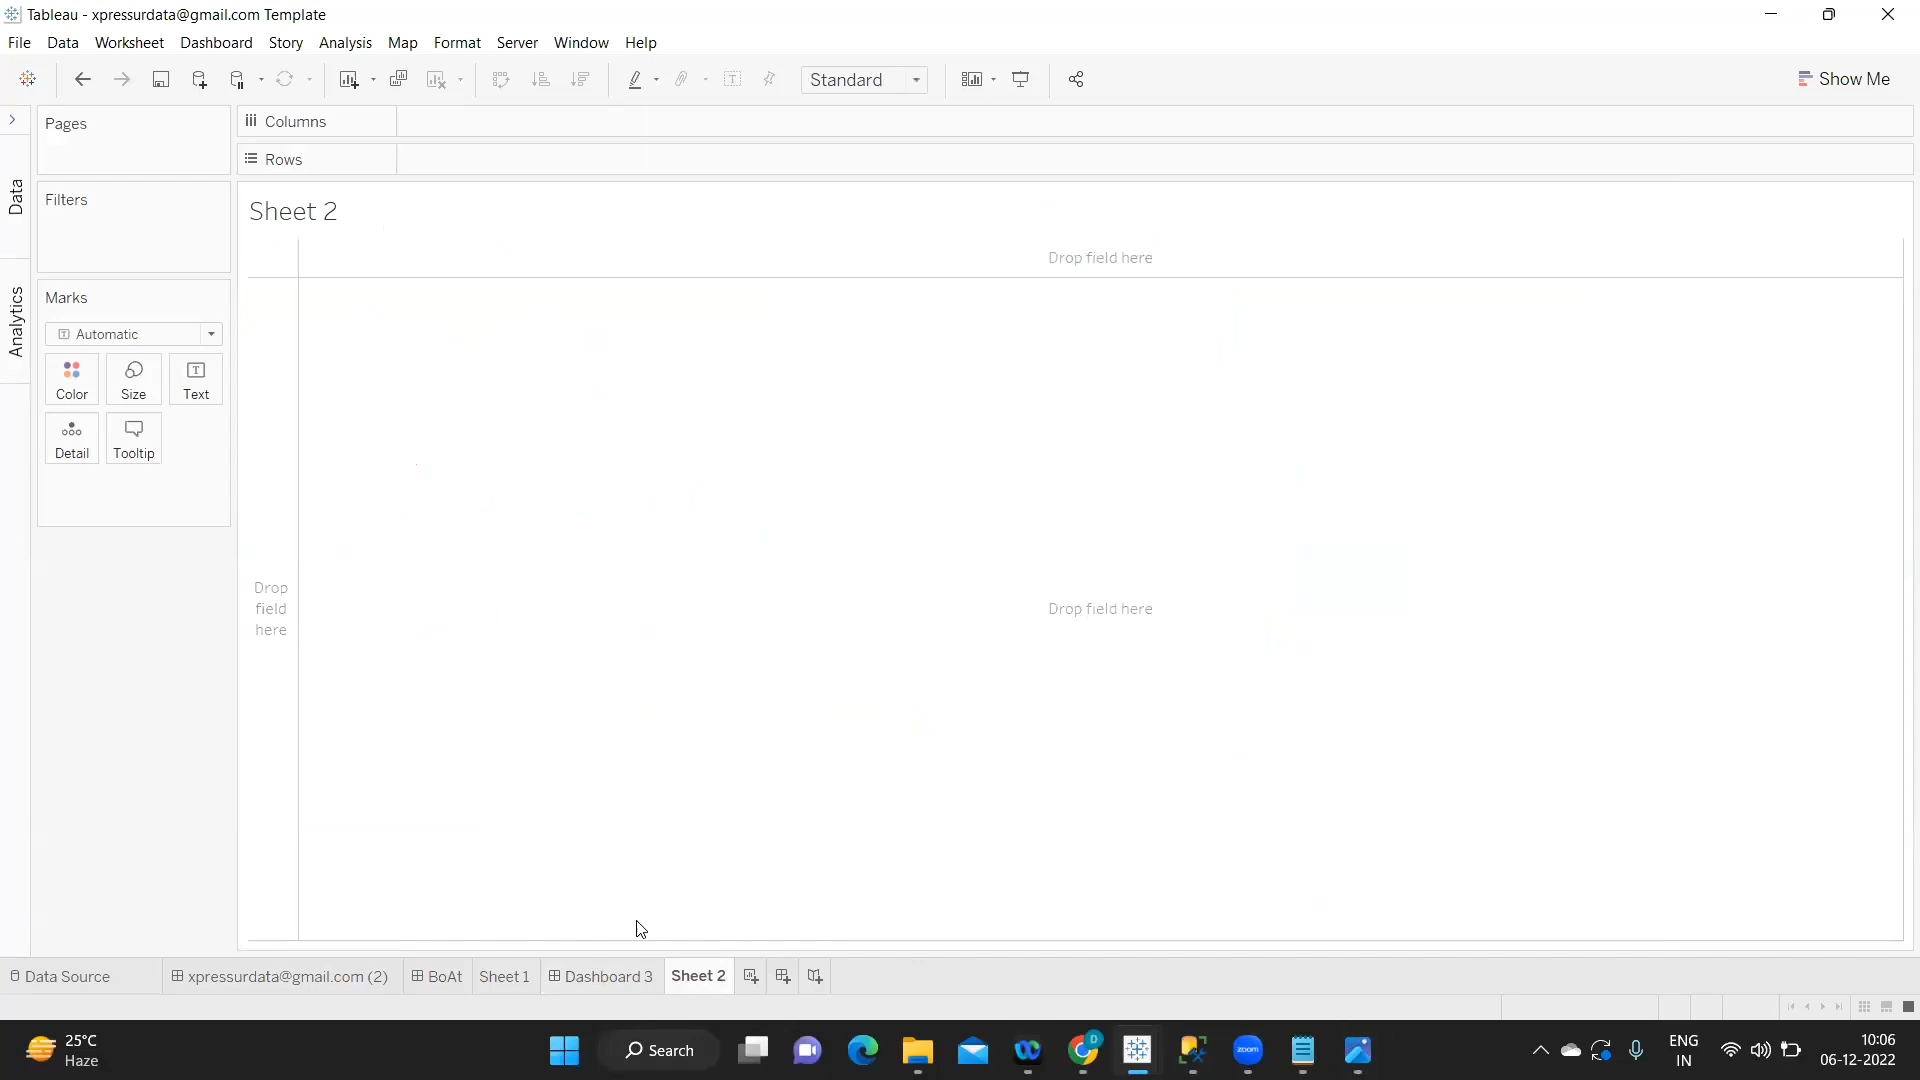 Tableau - xpressurdata@gmail.com Template
File Data Worksheet Dashboard Story Analysis Map Format Server Window Help
Standard
Show Me
Pages
Columns
Rows
Data
Filters
Sheet 2
Drop field here
Analytics
Marks
Automatic
Color Size Text
Detail Tooltip
Drop
field
here
Drop field here
Data Source
xpressurdata@gmail.com (2)
BoAt
Sheet 1
Dashboard 3
Sheet 2
25°C
Haze
Search
zoom
D
ENG
IN
10:06
06-12-2022